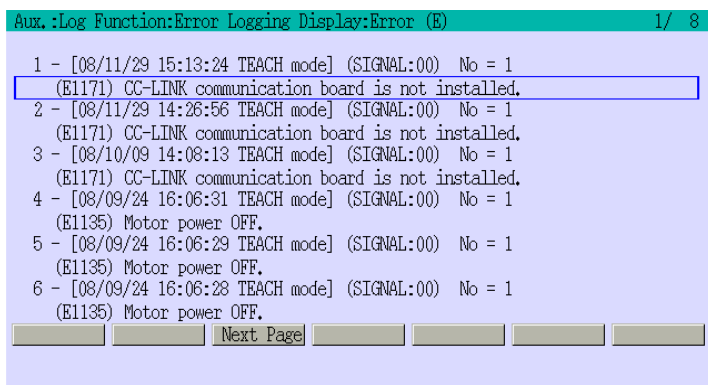 Aux.:Log Function:Error Logging Display:Error (E) 1/ 8
1 - [08/11/29 15:13:24 TEACH mode] (SIGNAL:00) No = 1
(E1171) CC-LINK communication board is not installed.
2 - [08/11/29 14:26:56 TEACH mode] (SIGNAL:00) No = 1
(E1171) CC-LINK communication board is not installed.
3 - [08/10/09 14:08:13 TEACH mode] (SIGNAL:00) No = 1
(E1171) CC-LINK communication board is not installed.
4 - [08/09/24 16:06:31 TEACH mode] (SIGNAL:00) No = 1
(E1135) Motor power OFF.
5 - [08/09/24 16:06:29 TEACH mode] (SIGNAL:00) No = 1
(E1135) Motor power OFF.
6 - [08/09/24 16:06:28 TEACH mode] (SIGNAL:00) No = 1
(E1135) Motor power OFF.
Next Page